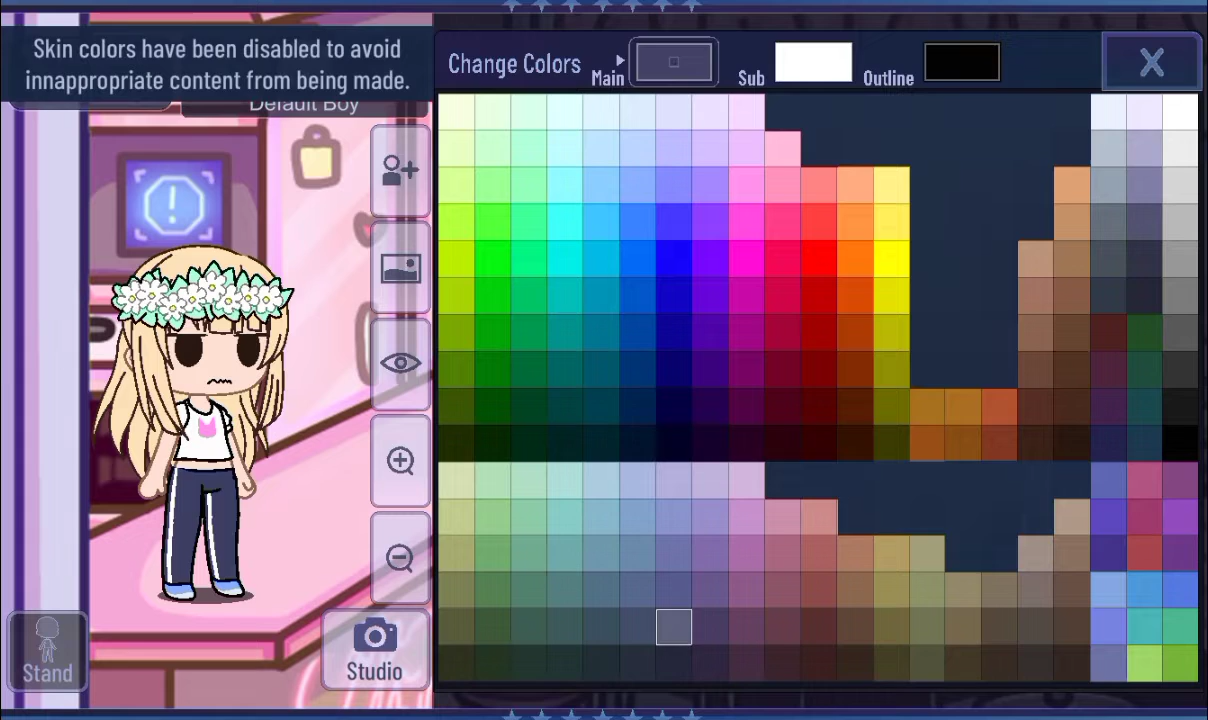 Skin colors have been disabled to avoid
innappropriate content from being made.
Default Boy
Change Colors
Main
Sub
Outline
X
Stand
Studio